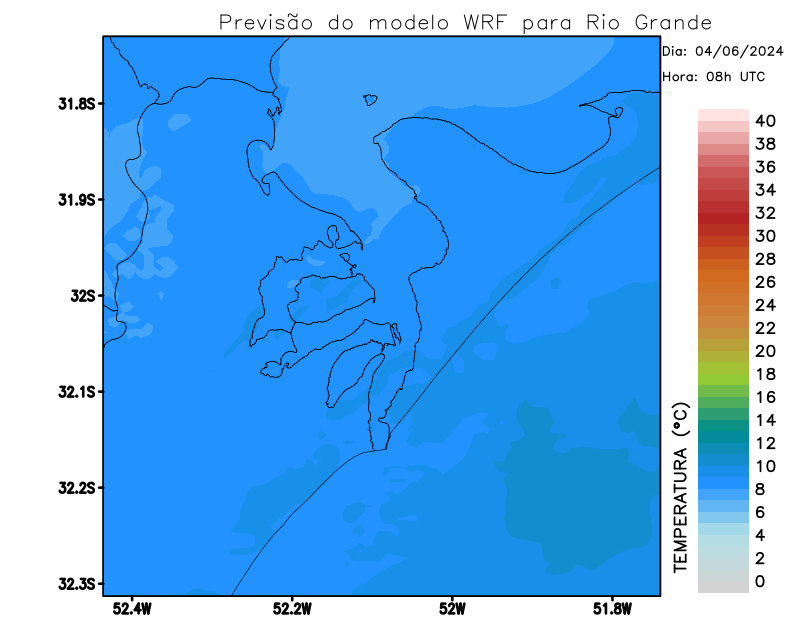 Previsão do modelo WRF para Rio Grande
Dia: 04/06/2024
Hora: 08h UTC
31.8S
31.9S
32S
32.1S
32.2S
32.3S
52.4W
52.2W
52W
51.8W
TEMPERATURA (°C)
40
38
36
34
32
30
28
26
24
22
20
18
16
14
12
10
8
6
4
2
0